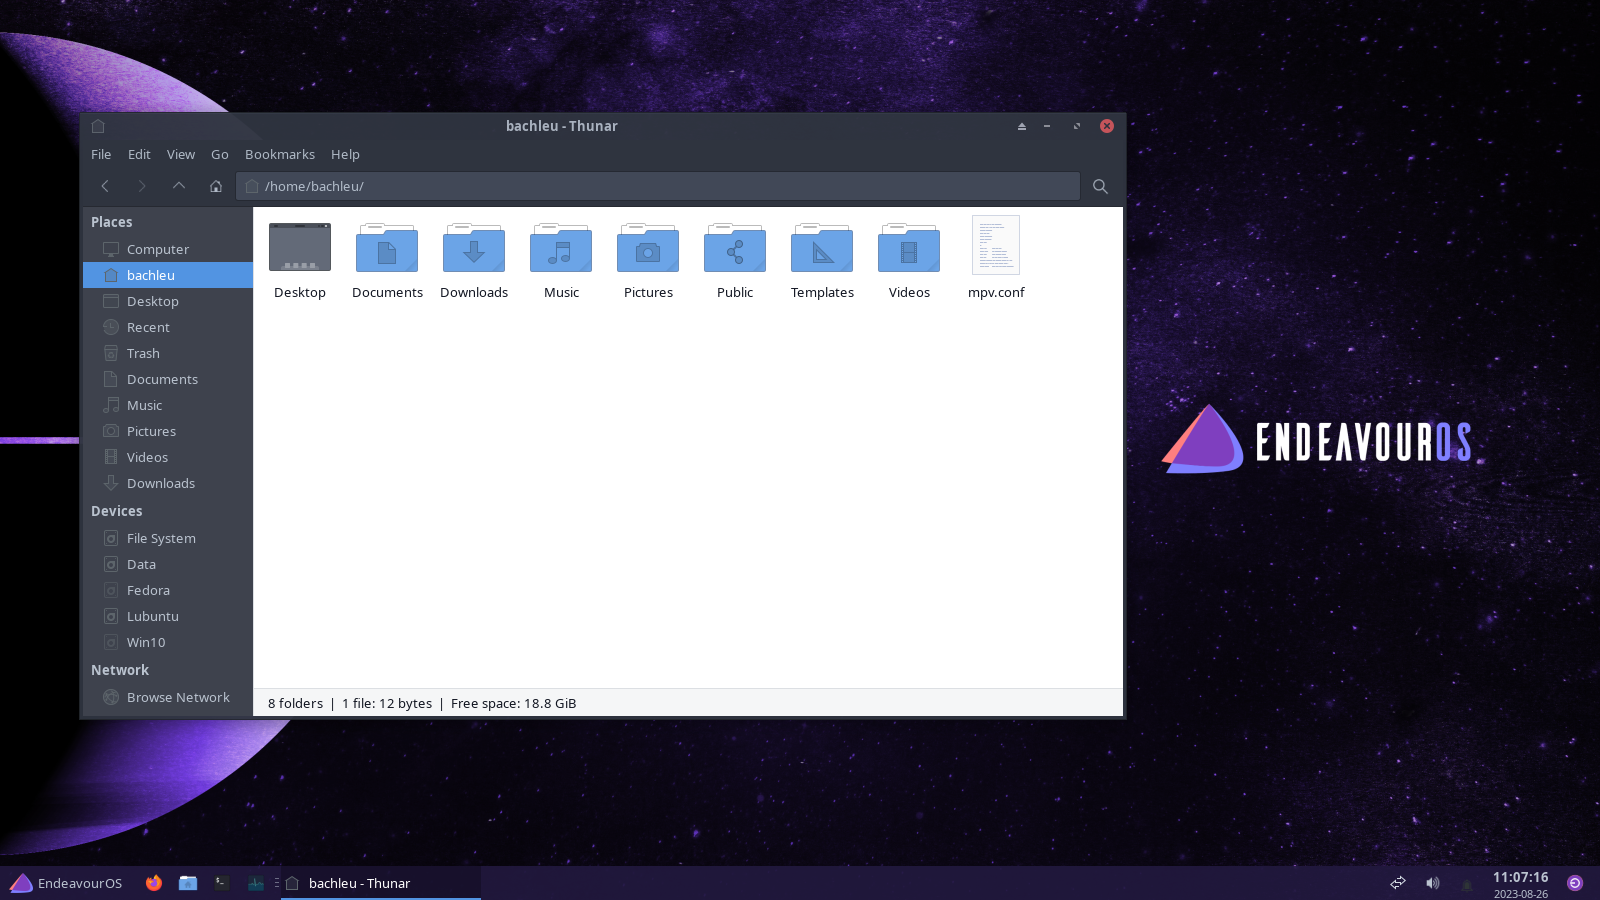 bachleu - Thunar
File Edit View Go Bookmarks Help
/home/bachleu/
Places
Computer
bachleu
Desktop
Recent
Trash
Documents
Music
Pictures
Videos
Downloads
Devices
File System
Data
Fedora
Lubuntu
Win10
Network
Browse Network
Desktop Documents Downloads Music Pictures Public Templates Videos mpv.conf
8 folders | 1 file: 12 bytes | Free space: 18.8 GiB
ENDEAVOUROS
EndeavourOS
bachleu - Thunar
11:07:16
2023-08-26